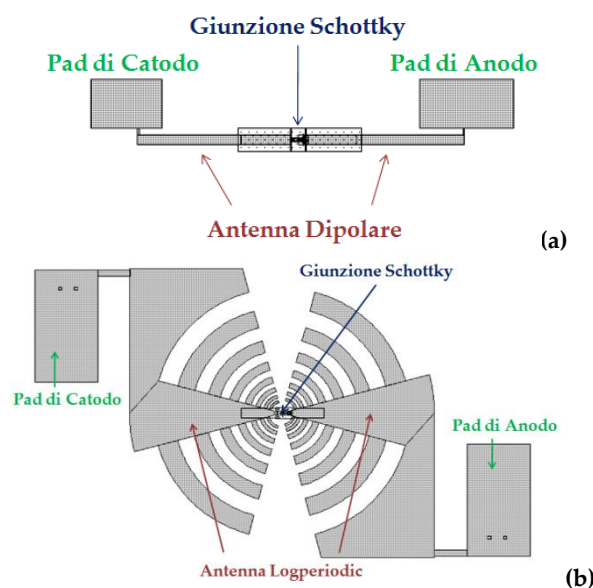 Giunzione Schottky
Pad di Catodo
Pad di Anodo
Antenna Dipolare
(a)
Giunzione Schottky
Pad di Catodo
Pad di Anodo
Antenna Logperiodic
(b)